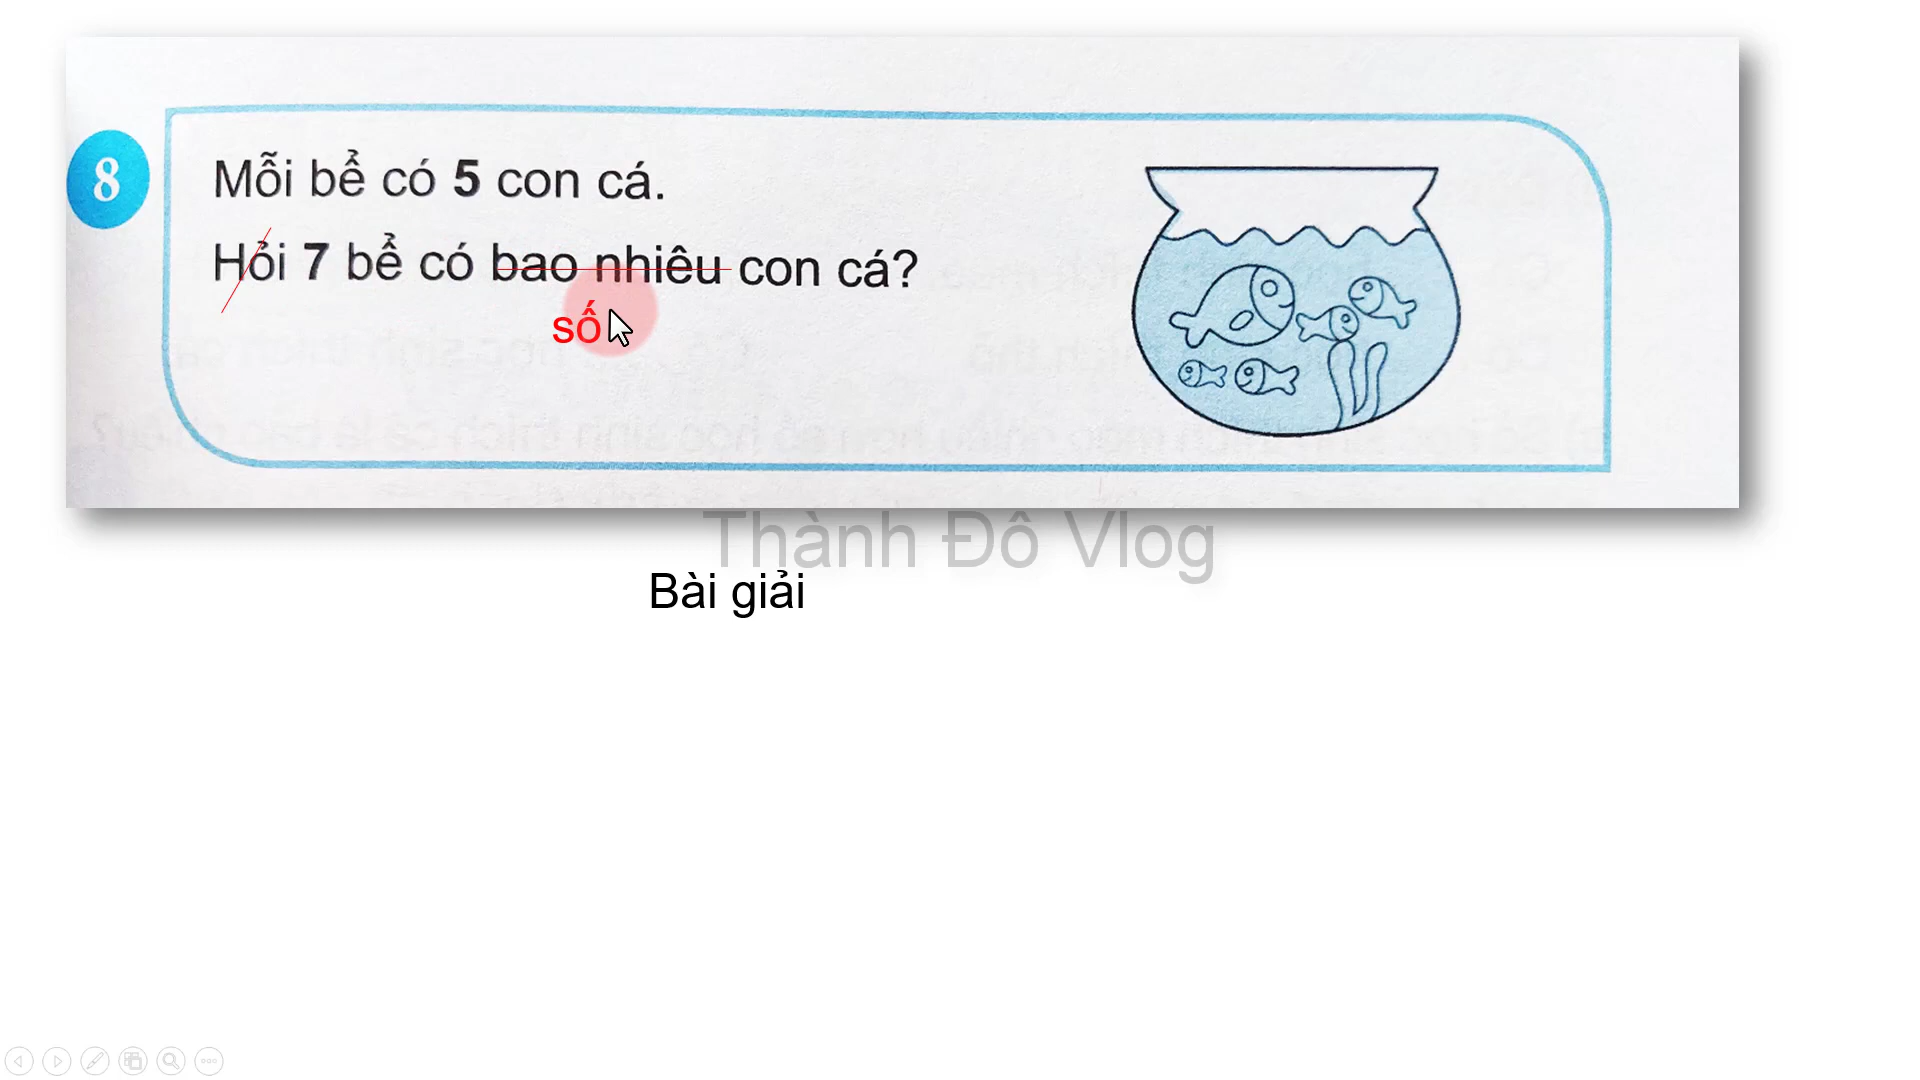 8
Mỗi bể có 5 con cá.
Hỏi 7 bể có bao nhiêu con cá?
số
Thành Đô Vlog
Bài giải